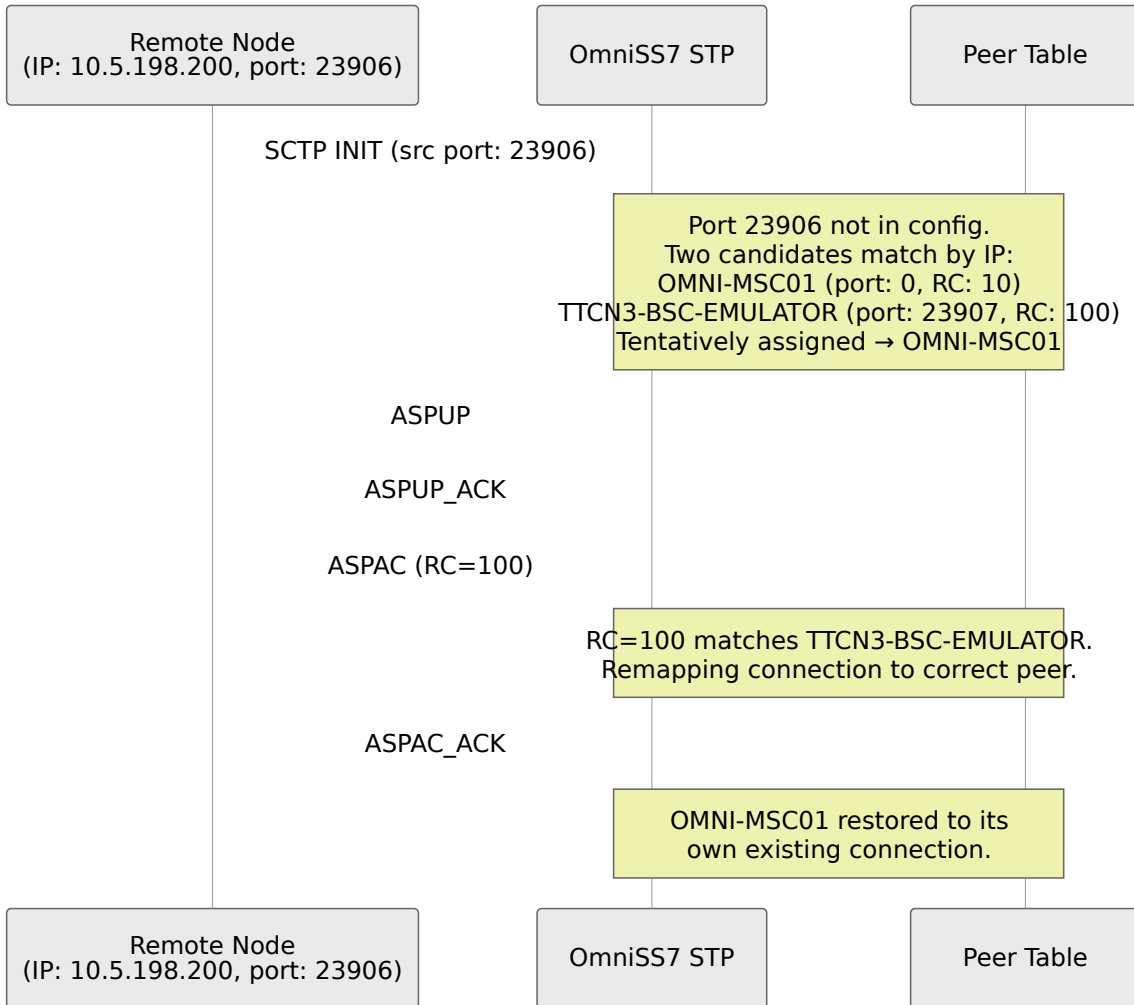 Remote Node
(IP: 10.5.198.200, port: 23906)
OmniSS7 STP
Peer Table
SCTP INIT (src port: 23906)
Port 23906 not in config.
Two candidates match by IP:
OMNI-MSC01 (port: 0, RC: 10)
TTCN3-BSC-EMULATOR (port: 23907, RC: 100)
Tentatively assigned → OMNI-MSC01
ASPUP
ASPUP_ACK
ASPAC (RC=100)
RC=100 matches TTCN3-BSC-EMULATOR.
Remapping connection to correct peer.
ASPAC_ACK
OMNI-MSC01 restored to its
own existing connection.
Remote Node
(IP: 10.5.198.200, port: 23906)
OmniSS7 STP
Peer Table